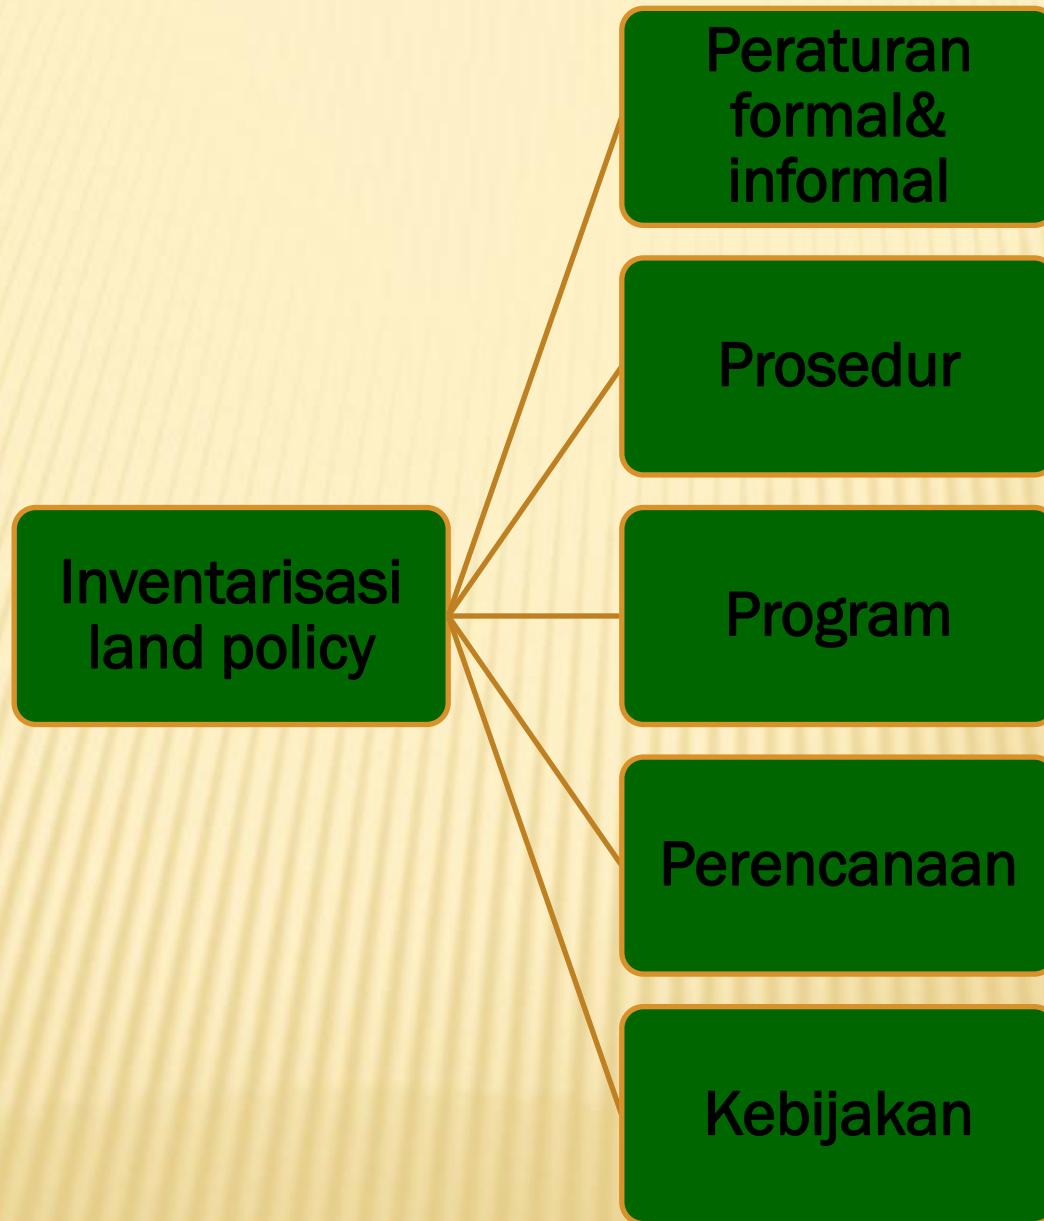 Peraturan
formal&
informal
Prosedur
Inventarisasi
land policy
Program
Perencanaan
Kebijakan